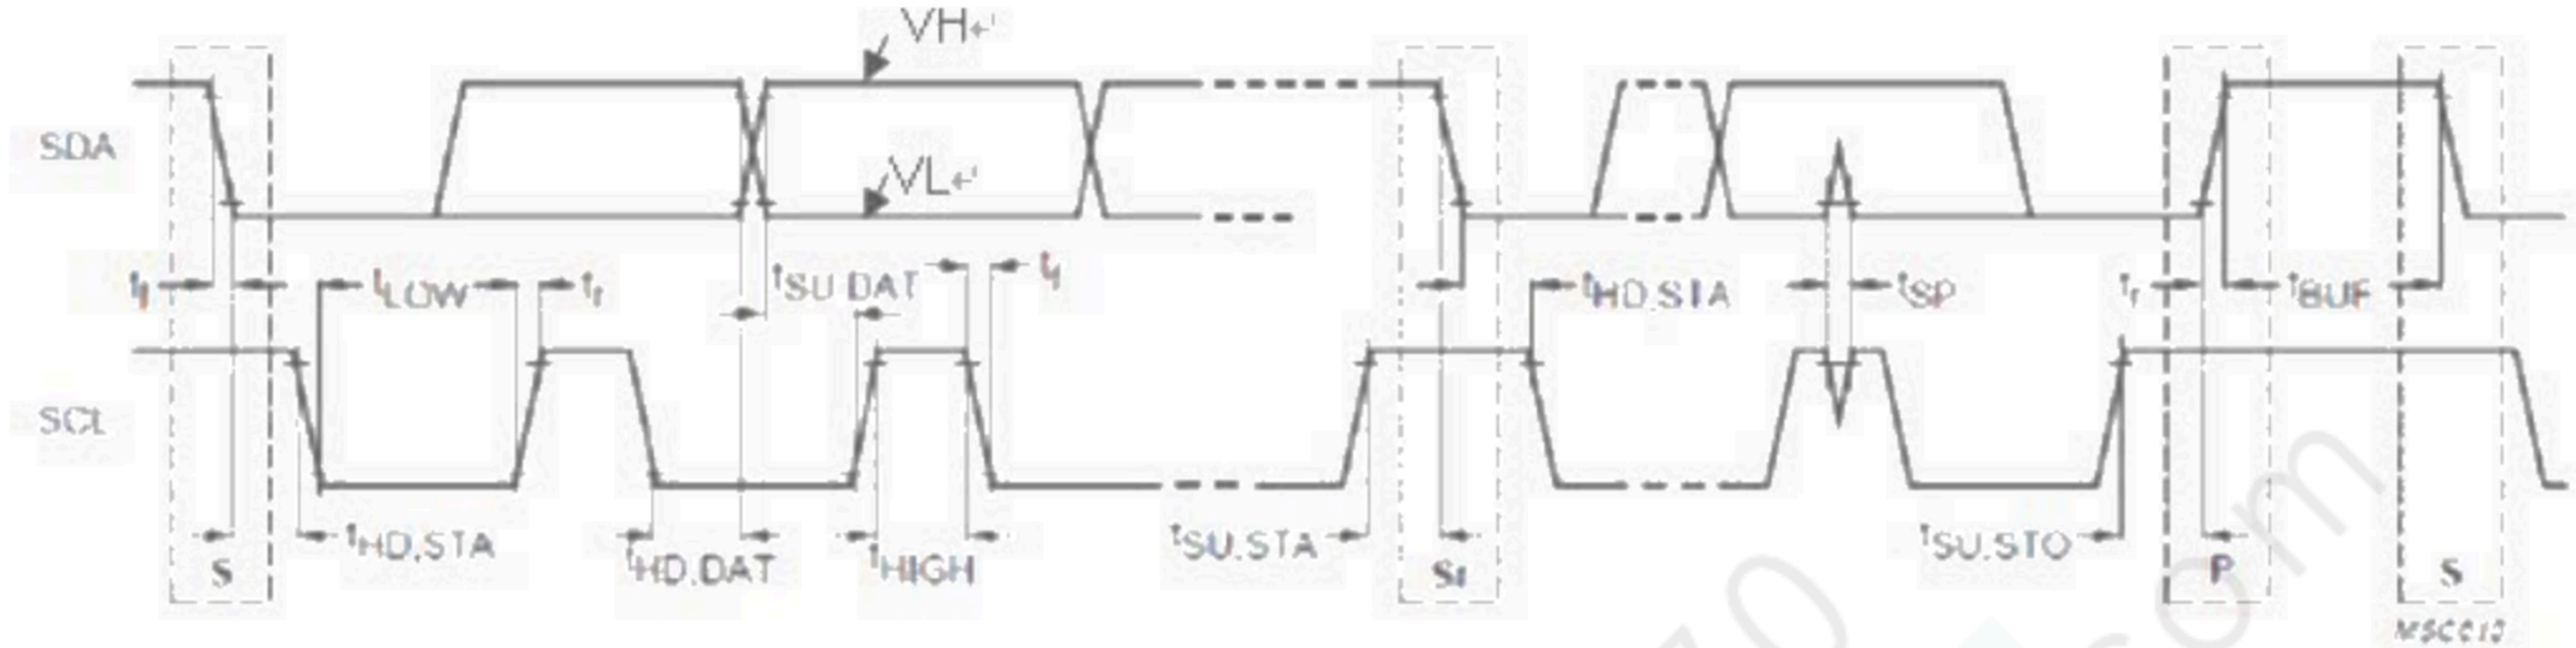 VH↵
SDA
VL↵
tf
tLOW
tr
tSU.DAT
tf
tHD.STA
tSP
tr
tBUF
SCL
tHD.STA
tHD.DAT
tHIGH
tSU.STA
tSU.STO
S
Sr
P
S